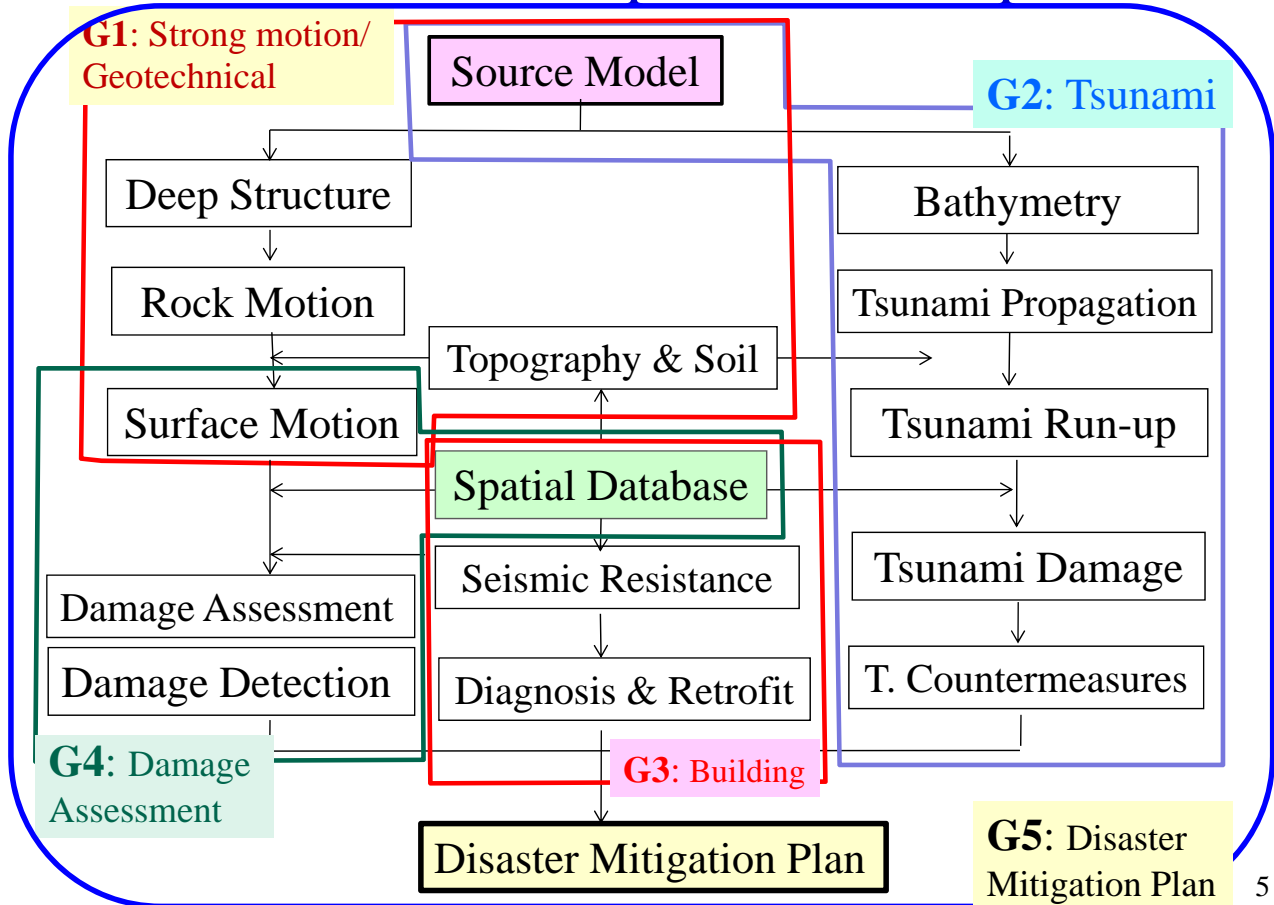 G1: Strong motion/
Geotechnical
Source Model
G2: Tsunami
Deep Structure
Bathymetry
Rock Motion
Tsunami Propagation
Topography & Soil
Surface Motion
Tsunami Run-up
Spatial Database
Seismic Resistance
Tsunami Damage
Damage Assessment
Damage Detection
Diagnosis & Retrofit
T. Countermeasures
G4: Damage
Assessment
G3: Building
Disaster Mitigation Plan
G5: Disaster
Mitigation Plan
5